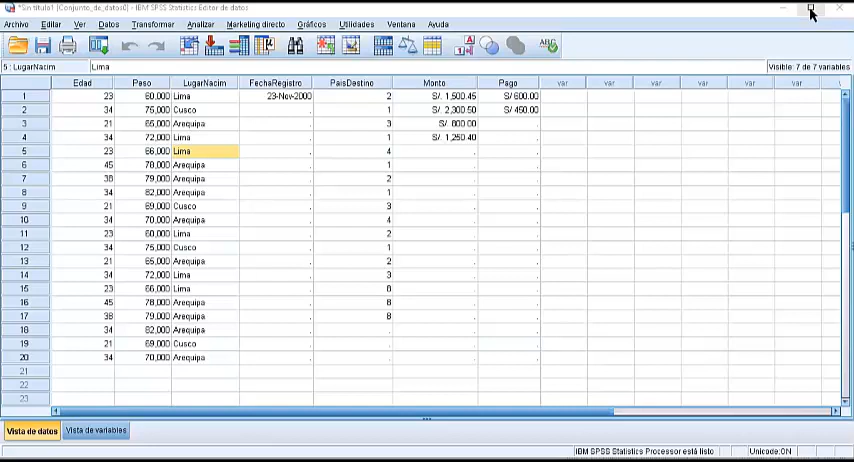 *Sin título1 [Conjunto_de_datos0] - IBM SPSS Statistics Editor de datos
Archivo Editar Ver Datos Transformar Analizar Marketing directo Gráficos Utilidades Ventana Ayuda
5 : LugarNacim Lima Visible: 7 de 7 variables
Edad Peso LugarNacim FechaRegistro PaisDestino Monto Pago var var var var var var
1 23 60,000 Lima 23-Nov-2000 2 S/. 1,500.45 S/ 600.00
2 34 75,000 Cusco . 1 S/. 2,300.50 S/ 450.00
3 21 65,000 Arequipa . 3 S/. 800.00 .
4 34 72,000 Lima . 1 S/. 1,250.40 .
5 23 66,000 Lima . 4 . .
6 45 78,000 Arequipa . 1 . .
7 38 79,000 Arequipa . 2 . .
8 34 82,000 Arequipa . 1 . .
9 21 69,000 Cusco . 3 . .
10 34 70,000 Arequipa . 4 . .
11 23 60,000 Lima . 2 . .
12 34 75,000 Cusco . 1 . .
13 21 65,000 Arequipa . 2 . .
14 34 72,000 Lima . 3 . .
15 23 66,000 Lima . 8 . .
16 45 78,000 Arequipa . 8 . .
17 38 79,000 Arequipa . 8 . .
18 34 82,000 Arequipa . . . .
19 21 69,000 Cusco . . . .
20 34 70,000 Arequipa . . . .
21
22
23
Vista de datos Vista de variables
IBM SPSS Statistics Processor está listo Unicode:ON